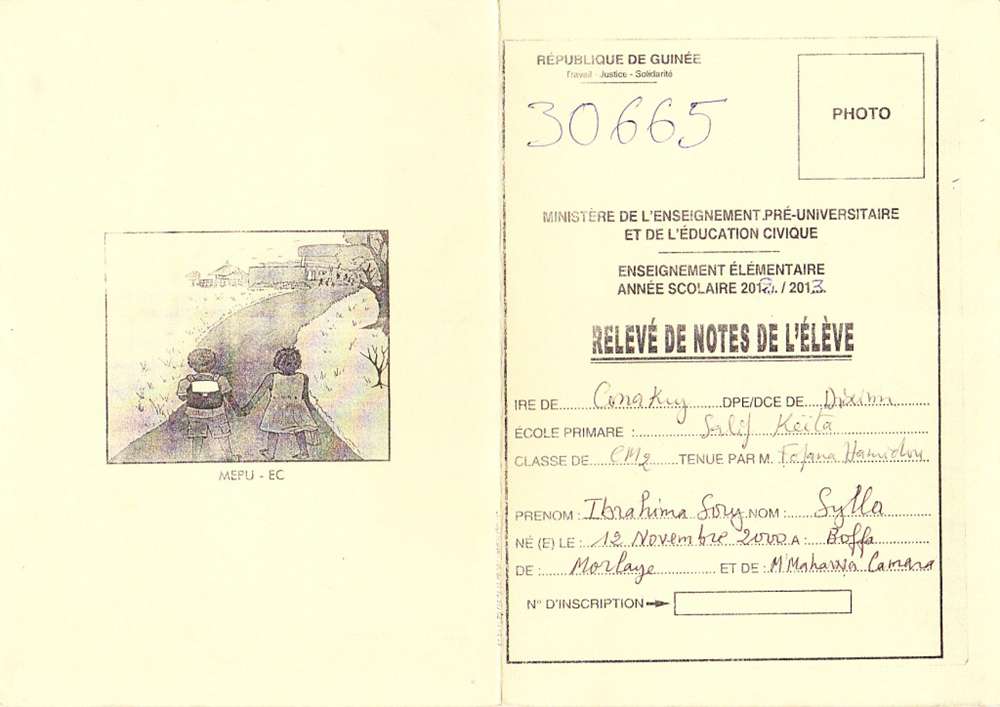 MEPU - EC
RÉPUBLIQUE DE GUINÉE
Travail - Justice - Solidarité
30665
PHOTO
MINISTÈRE DE L'ENSEIGNEMENT PRÉ-UNIVERSITAIRE
ET DE L'ÉDUCATION CIVIQUE
ENSEIGNEMENT ÉLÉMENTAIRE
ANNÉE SCOLAIRE 2012 / 2013
RELEVÉ DE NOTES DE L'ÉLÈVE
IRE DE Conakry DPE/DCE DE Dixinn
ÉCOLE PRIMARE : Salif Keïta
CLASSE DE CM2 TENUE PAR M. Fofana Hamidou
PRENOM : Ibrahima Sory NOM : Sylla
NÉ (E) LE : 12 Novembre 2000 A : Boffa
DE : Morlaye ET DE : M'Mahawa Camara
N° D'INSCRIPTION